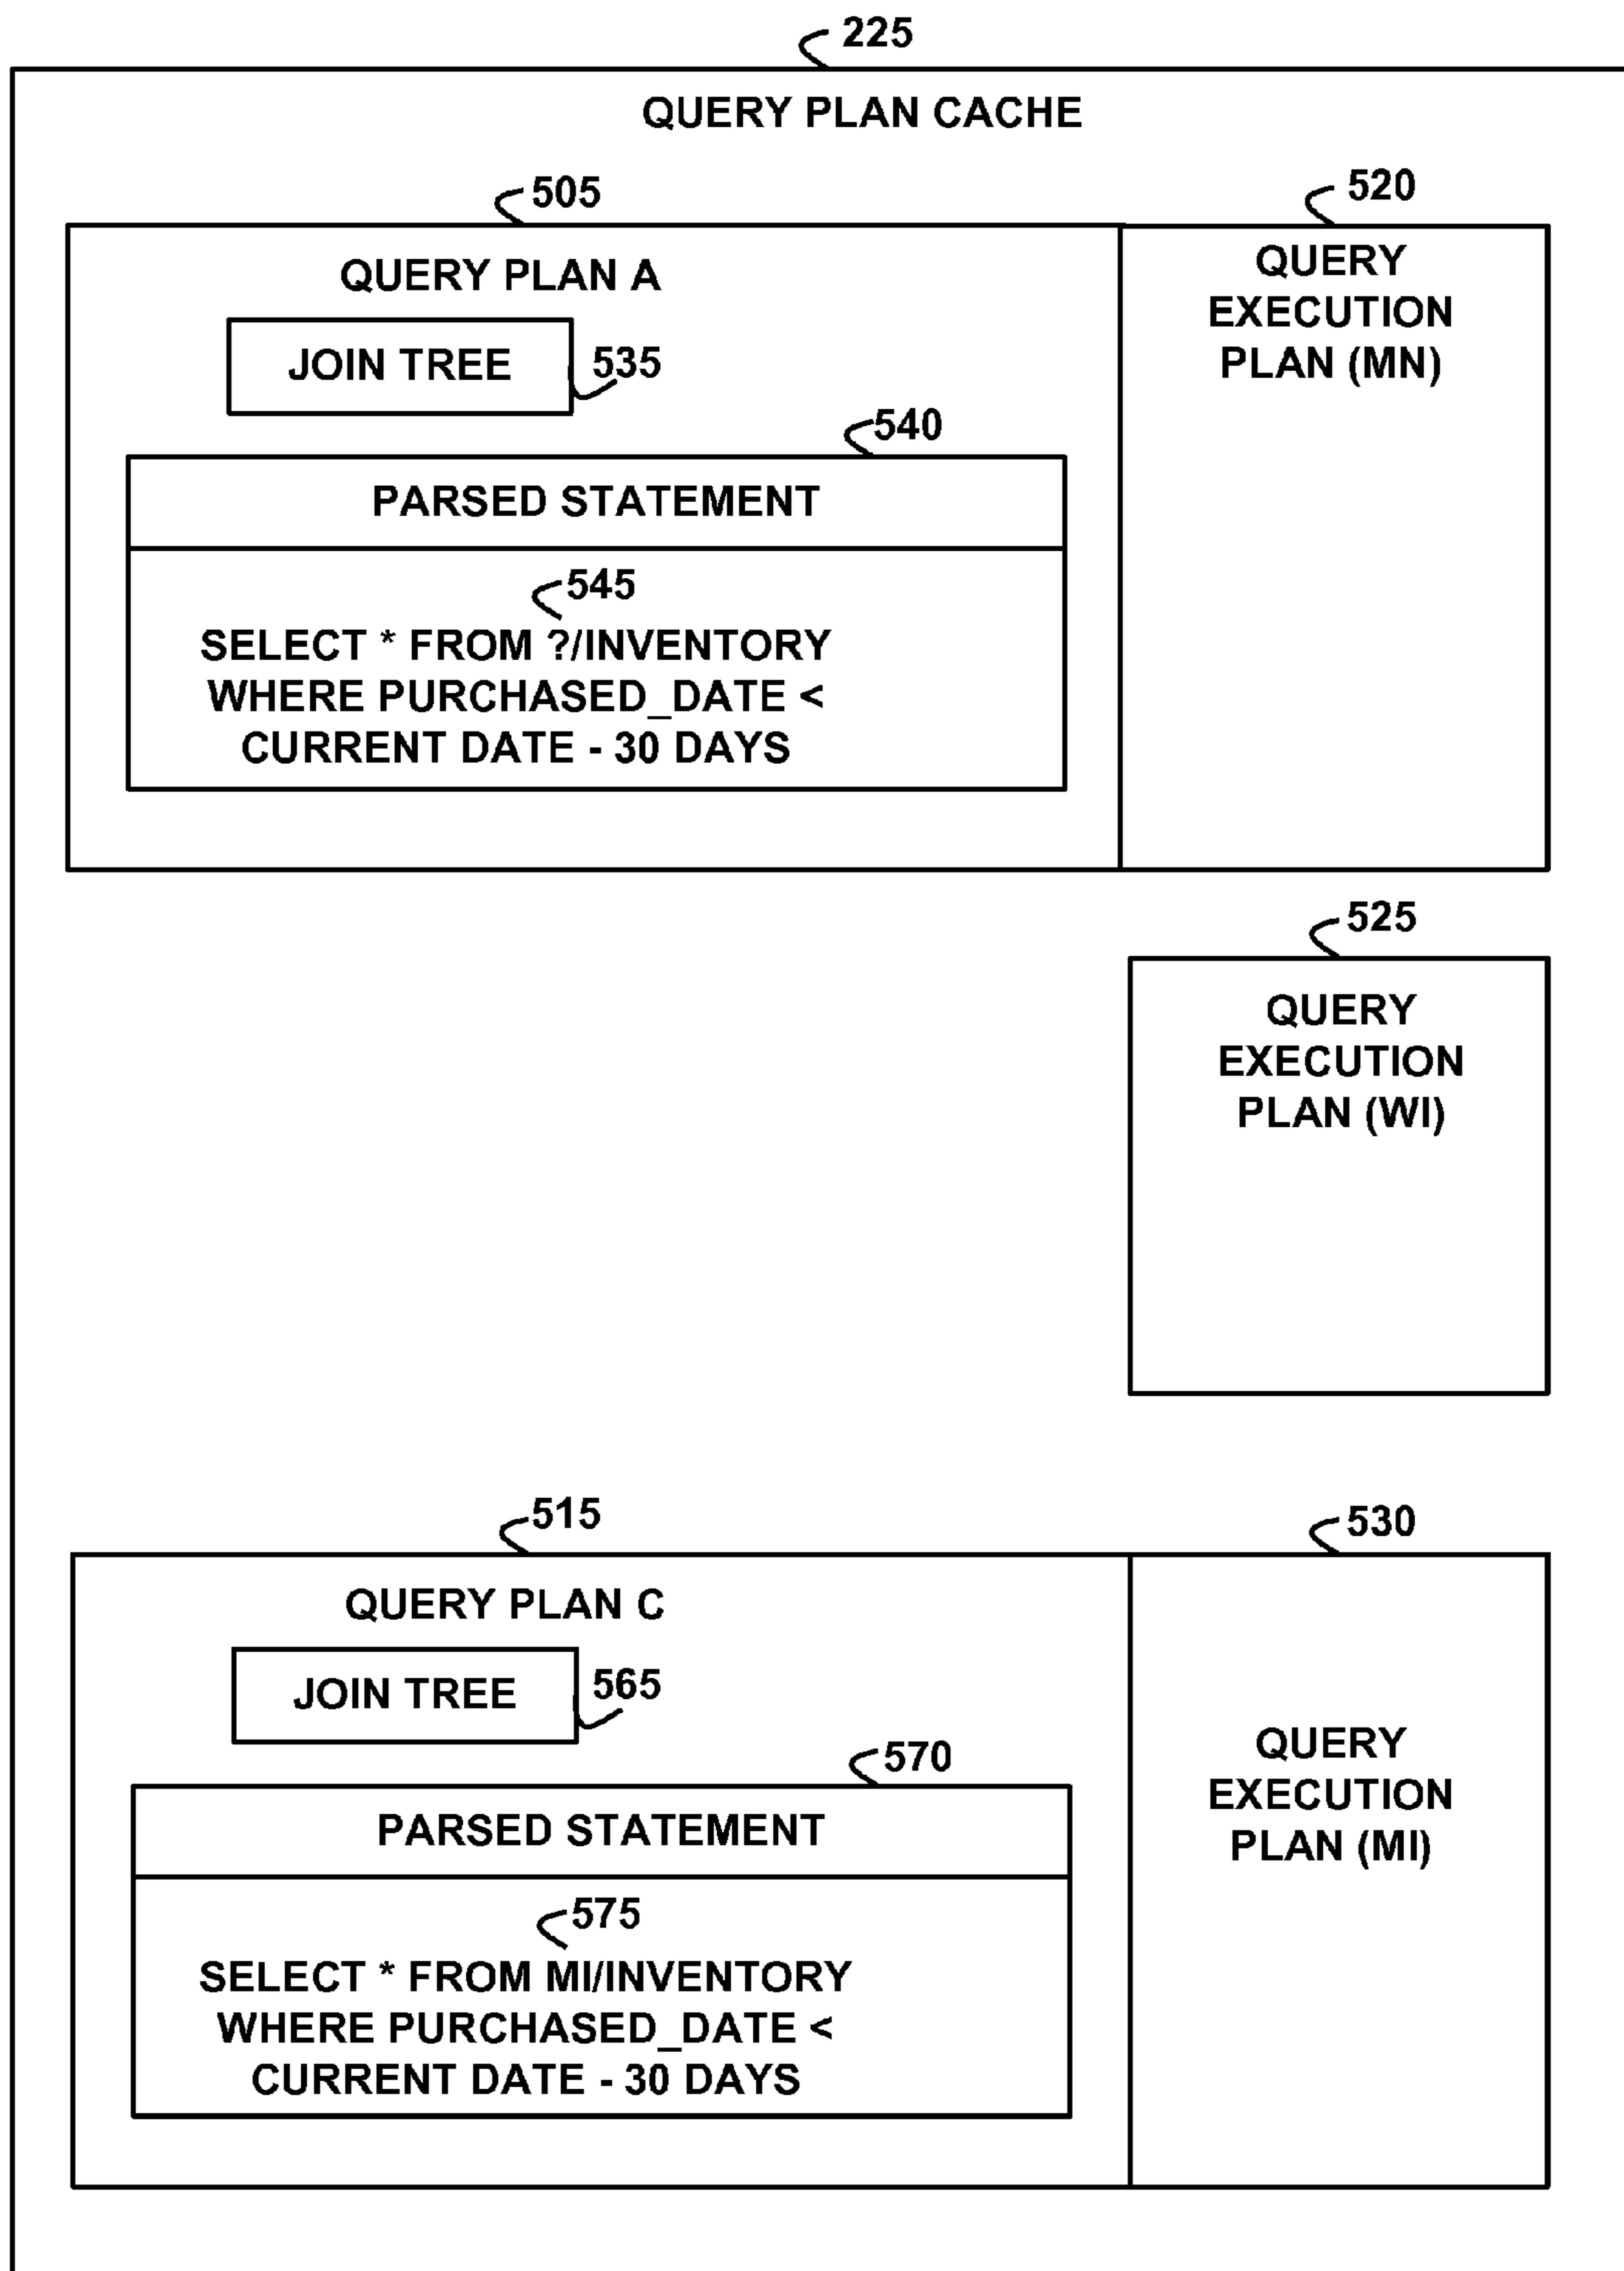 225
QUERY PLAN CACHE
505
QUERY PLAN A
JOIN TREE
535
540
PARSED STATEMENT
545
SELECT * FROM ?/INVENTORY
WHERE PURCHASED_DATE <
CURRENT DATE - 30 DAYS
520
QUERY
EXECUTION
PLAN (MN)
525
QUERY
EXECUTION
PLAN (WI)
515
QUERY PLAN C
JOIN TREE
565
570
PARSED STATEMENT
575
SELECT * FROM MI/INVENTORY
WHERE PURCHASED_DATE <
CURRENT DATE - 30 DAYS
530
QUERY
EXECUTION
PLAN (MI)